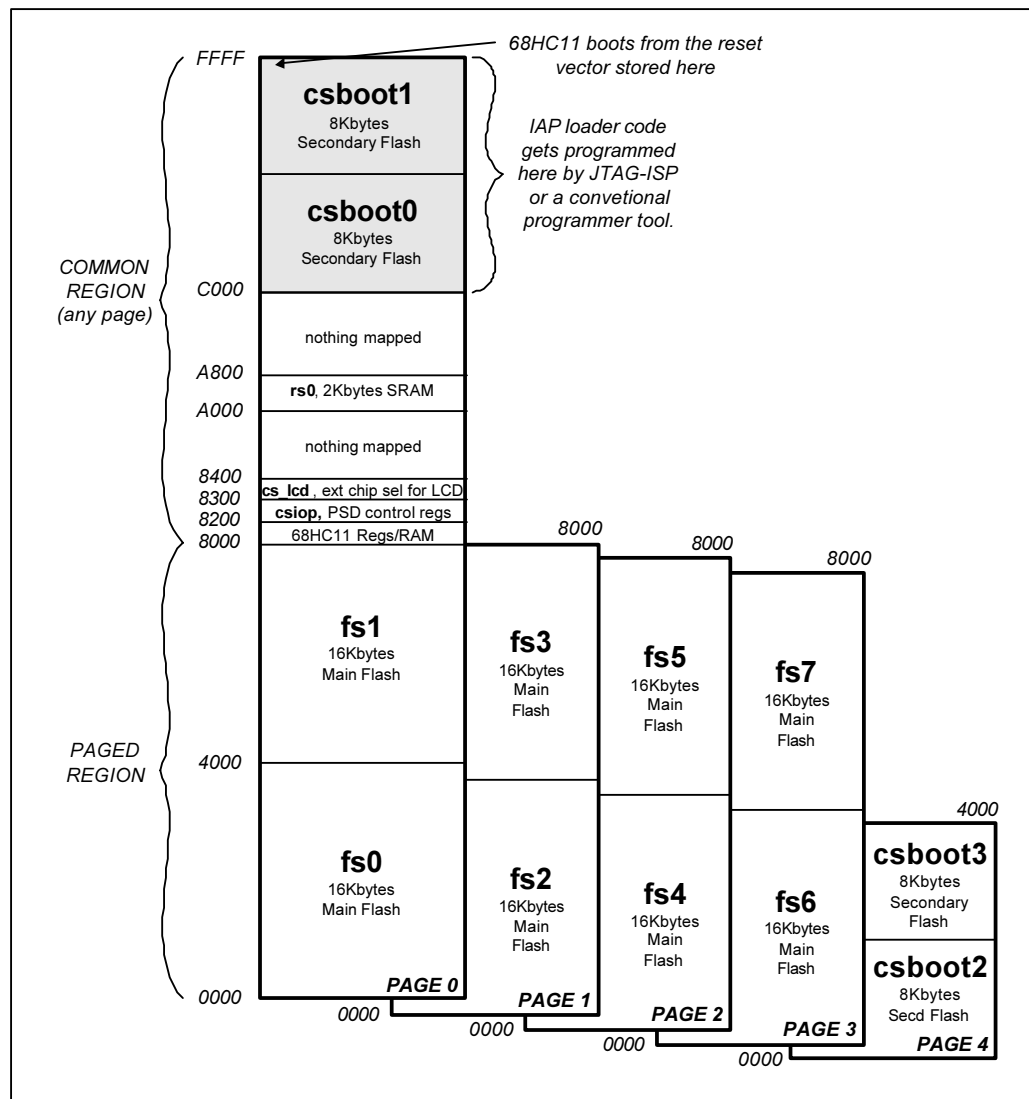 68HC11 boots from the reset
vector stored here
FFFF
csboot1
8Kbytes
Secondary Flash
IAP loader code
gets programmed
here by JTAG-ISP
or a convetional
programmer tool.
csboot0
8Kbytes
Secondary Flash
COMMON
REGION
(any page)
C000
nothing mapped
A800
rs0, 2Kbytes SRAM
A000
nothing mapped
8400
cs_lcd , ext chip sel for LCD
8300
csiop, PSD control regs
8200
68HC11 Regs/RAM
8000
8000
8000
8000
fs1
16Kbytes
Main Flash
fs3
16Kbytes
Main
Flash
fs5
16Kbytes
Main
Flash
fs7
16Kbytes
Main
Flash
PAGED
REGION
4000
4000
fs0
16Kbytes
Main Flash
fs2
16Kbytes
Main
Flash
fs4
16Kbytes
Main
Flash
fs6
16Kbytes
Main
Flash
csboot3
8Kbytes
Secondary
Flash
csboot2
8Kbytes
Secd Flash
0000
PAGE 0
0000
PAGE 1
0000
PAGE 2
0000
PAGE 3
0000
PAGE 4